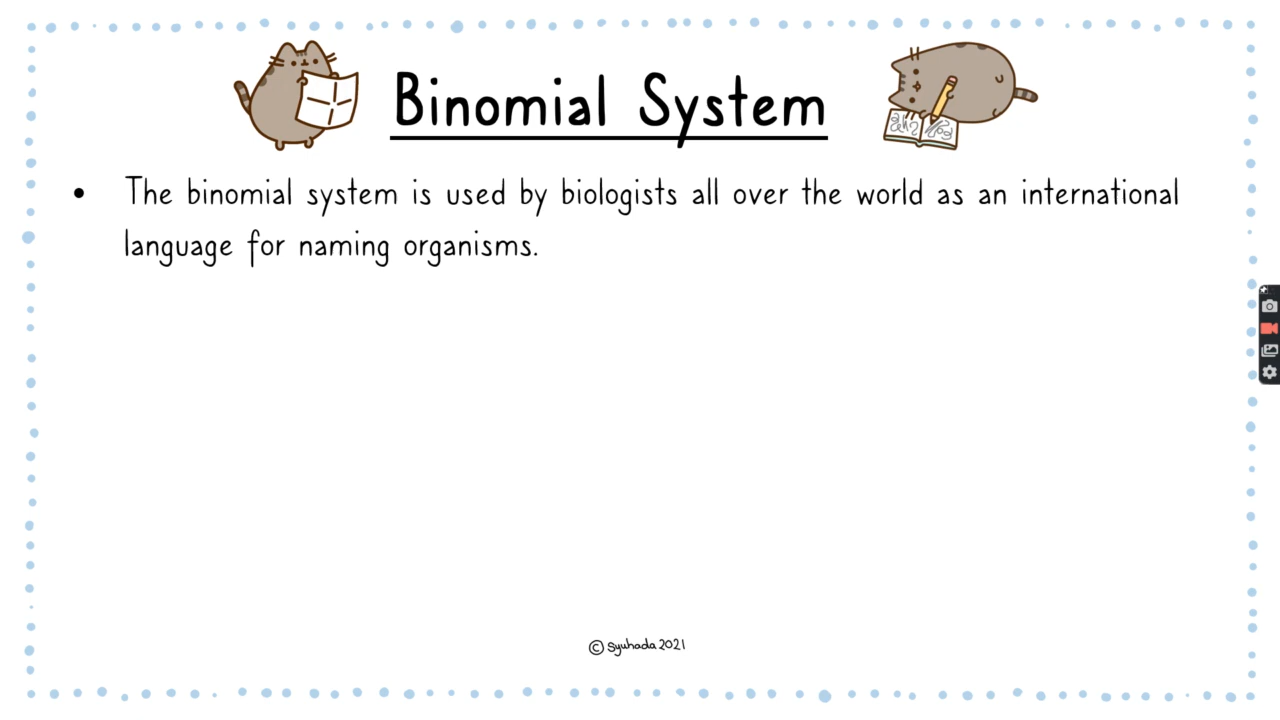 Binomial System
• The binomial system is used by biologists all over the world as an international
language for naming organisms.
© Syuhada 2021